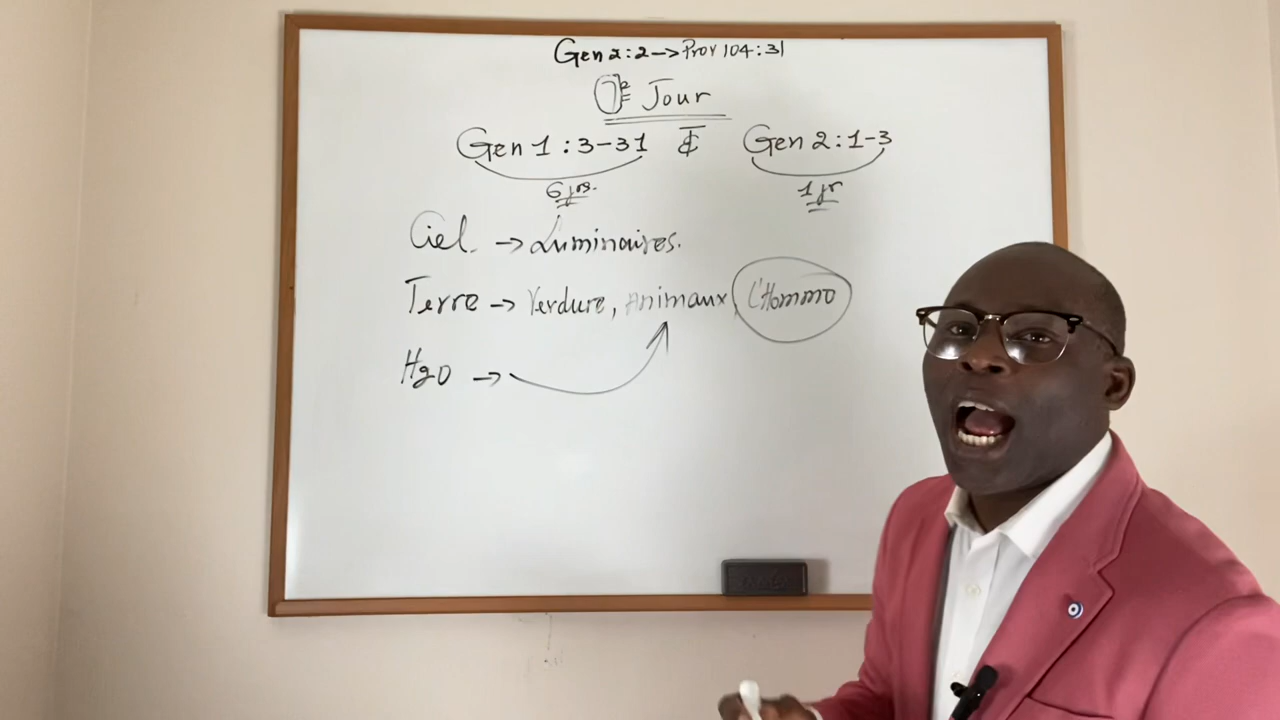 Gen 2:2 → Prov 104:31
7e Jour
Gen 1:3-31 & Gen 2:1-3
6 jrs. 1 jr
Ciel. → Luminaires.
Terre → Verdure, Animaux, L'Homme
H2O →